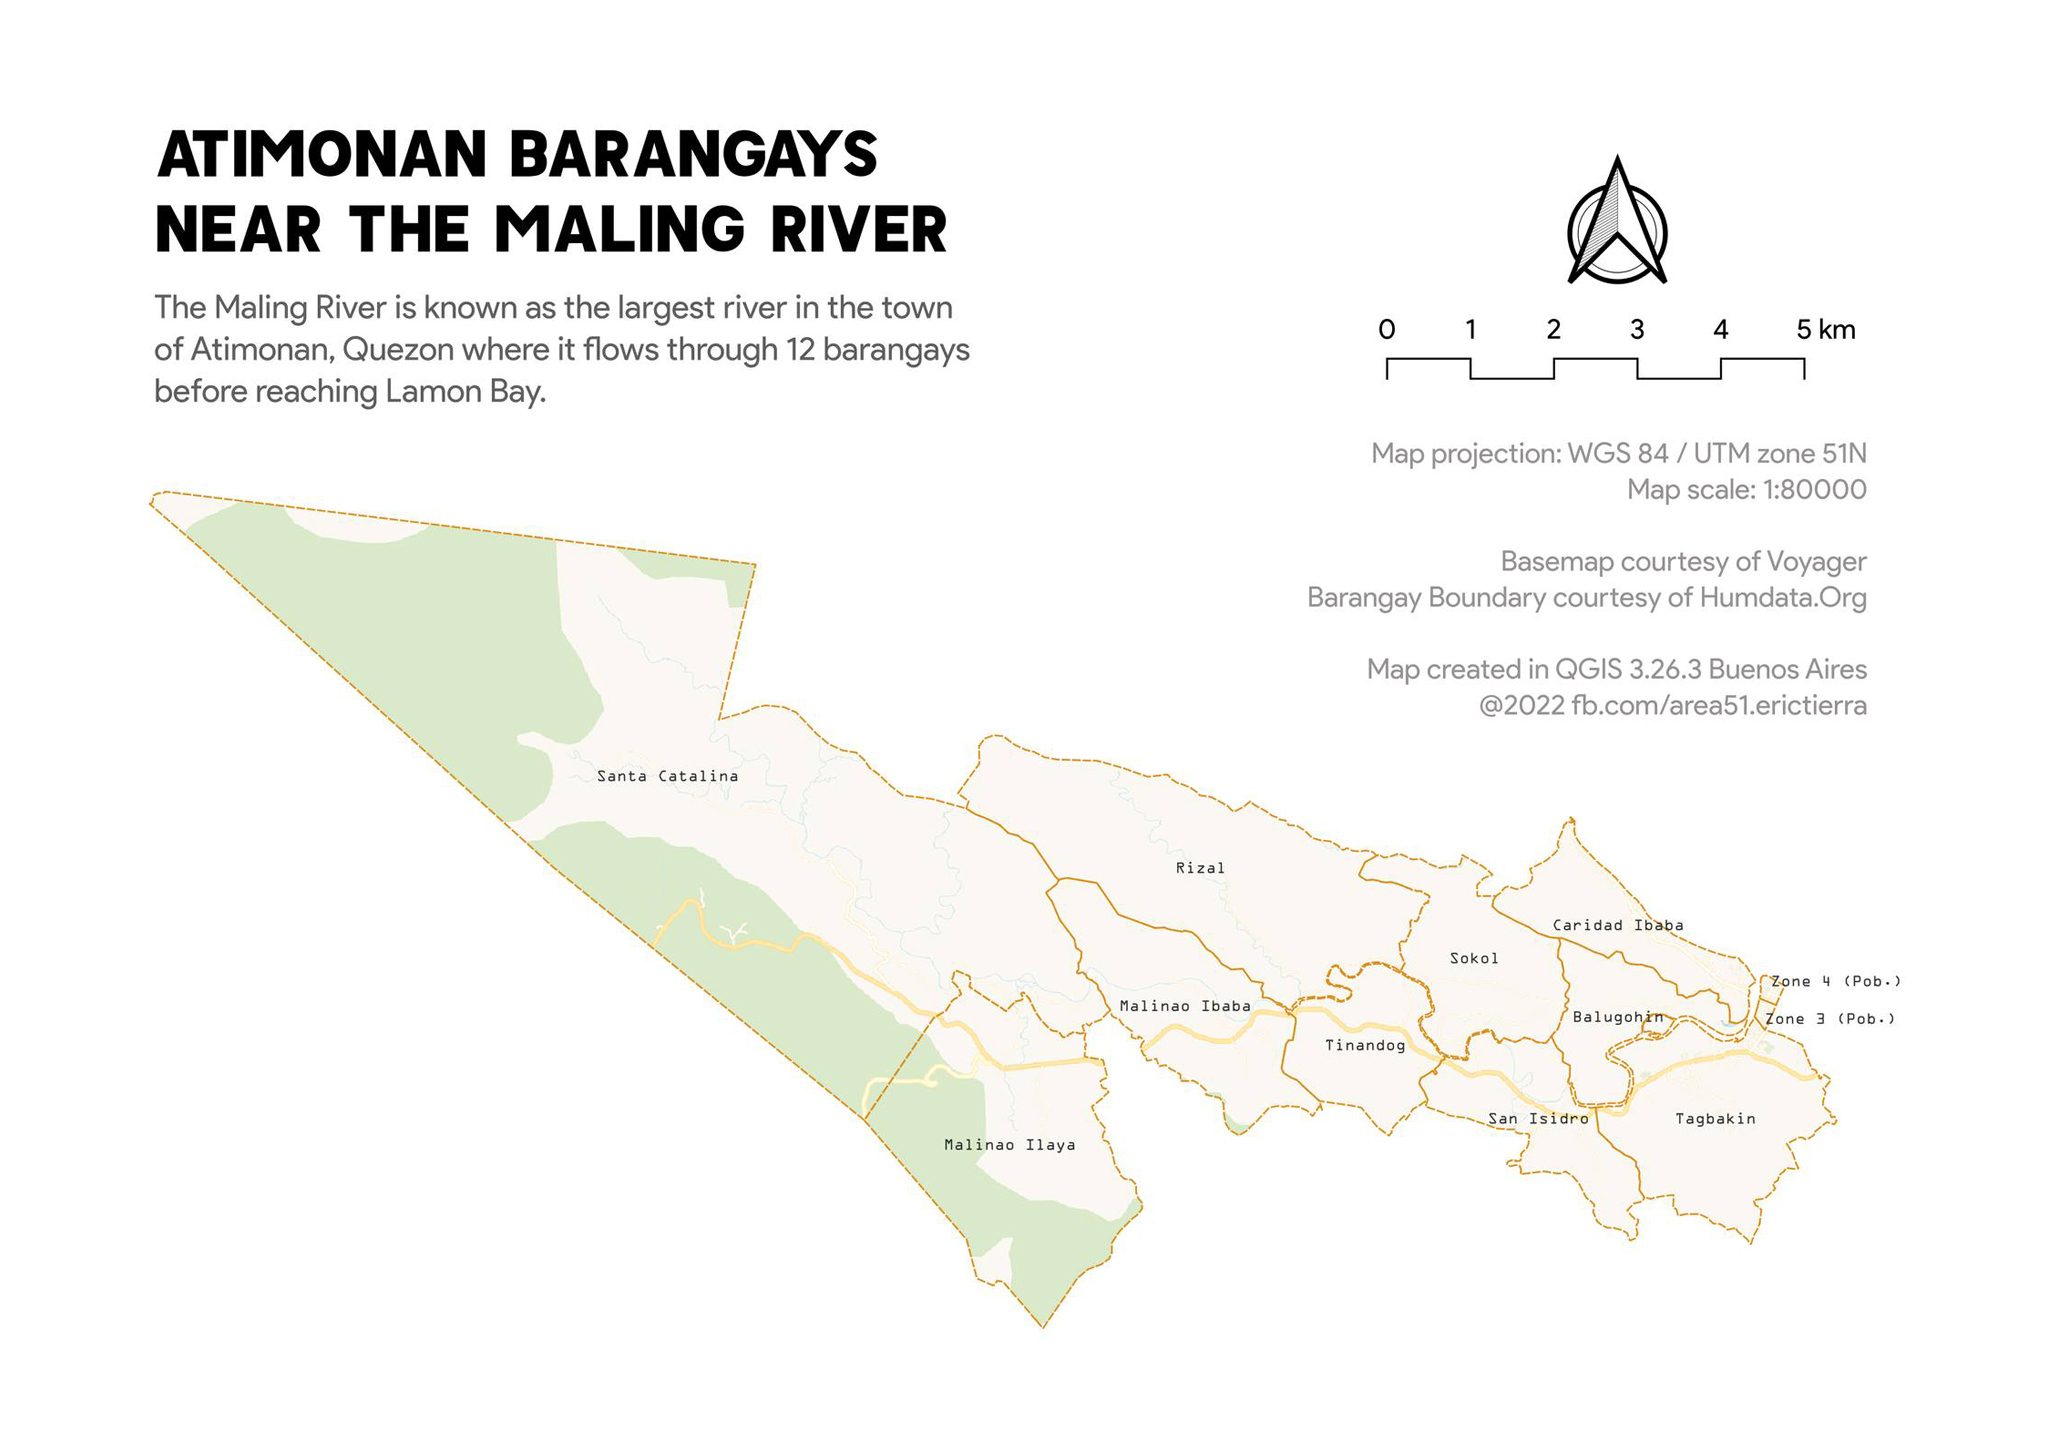 ATIMONAN BARANGAYS
NEAR THE MALING RIVER
The Maling River is known as the largest river in the town
of Atimonan, Quezon where it flows through 12 barangays
before reaching Lamon Bay.
0 1 2 3 4 5 km
Map projection: WGS 84 / UTM zone 51N
Map scale: 1:80000
Basemap courtesy of Voyager
Barangay Boundary courtesy of Humdata.Org
Map created in QGIS 3.26.3 Buenos Aires
@2022 fb.com/area51.erictierra
Santa Catalina
Rizal
Caridad Ibaba
Sokol
Zone 4 (Pob.)
Malinao Ibaba
Balugohin
Zone 3 (Pob.)
Tinandog
San Isidro
Tagbakin
Malinao Ilaya